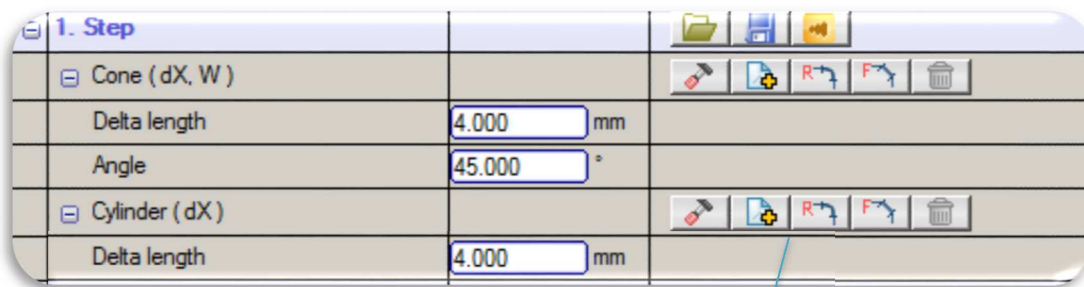 1. Step
Cone ( dX, W ) R F
Delta length 4.000 mm
Angle 45.000 °
Cylinder ( dX ) R F
Delta length 4.000 mm